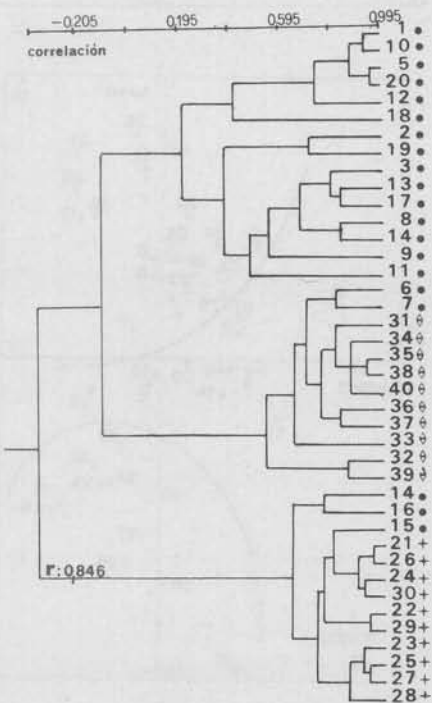 -0.205 0,195 0,595 0,995
correlación
1 •
10 •
5 •
20 •
12 •
18 •
2 •
19 •
3 •
13 •
17 •
8 •
14 •
9 •
11 •
6 •
7 •
31 θ
34 θ
35 θ
38 θ
40 θ
36 θ
37 θ
33 θ
32 θ
39 θ
14 •
16 •
15 •
21 +
26 +
24 +
30 +
22 +
29 +
23 +
25 +
27 +
28 +
r: 0.846